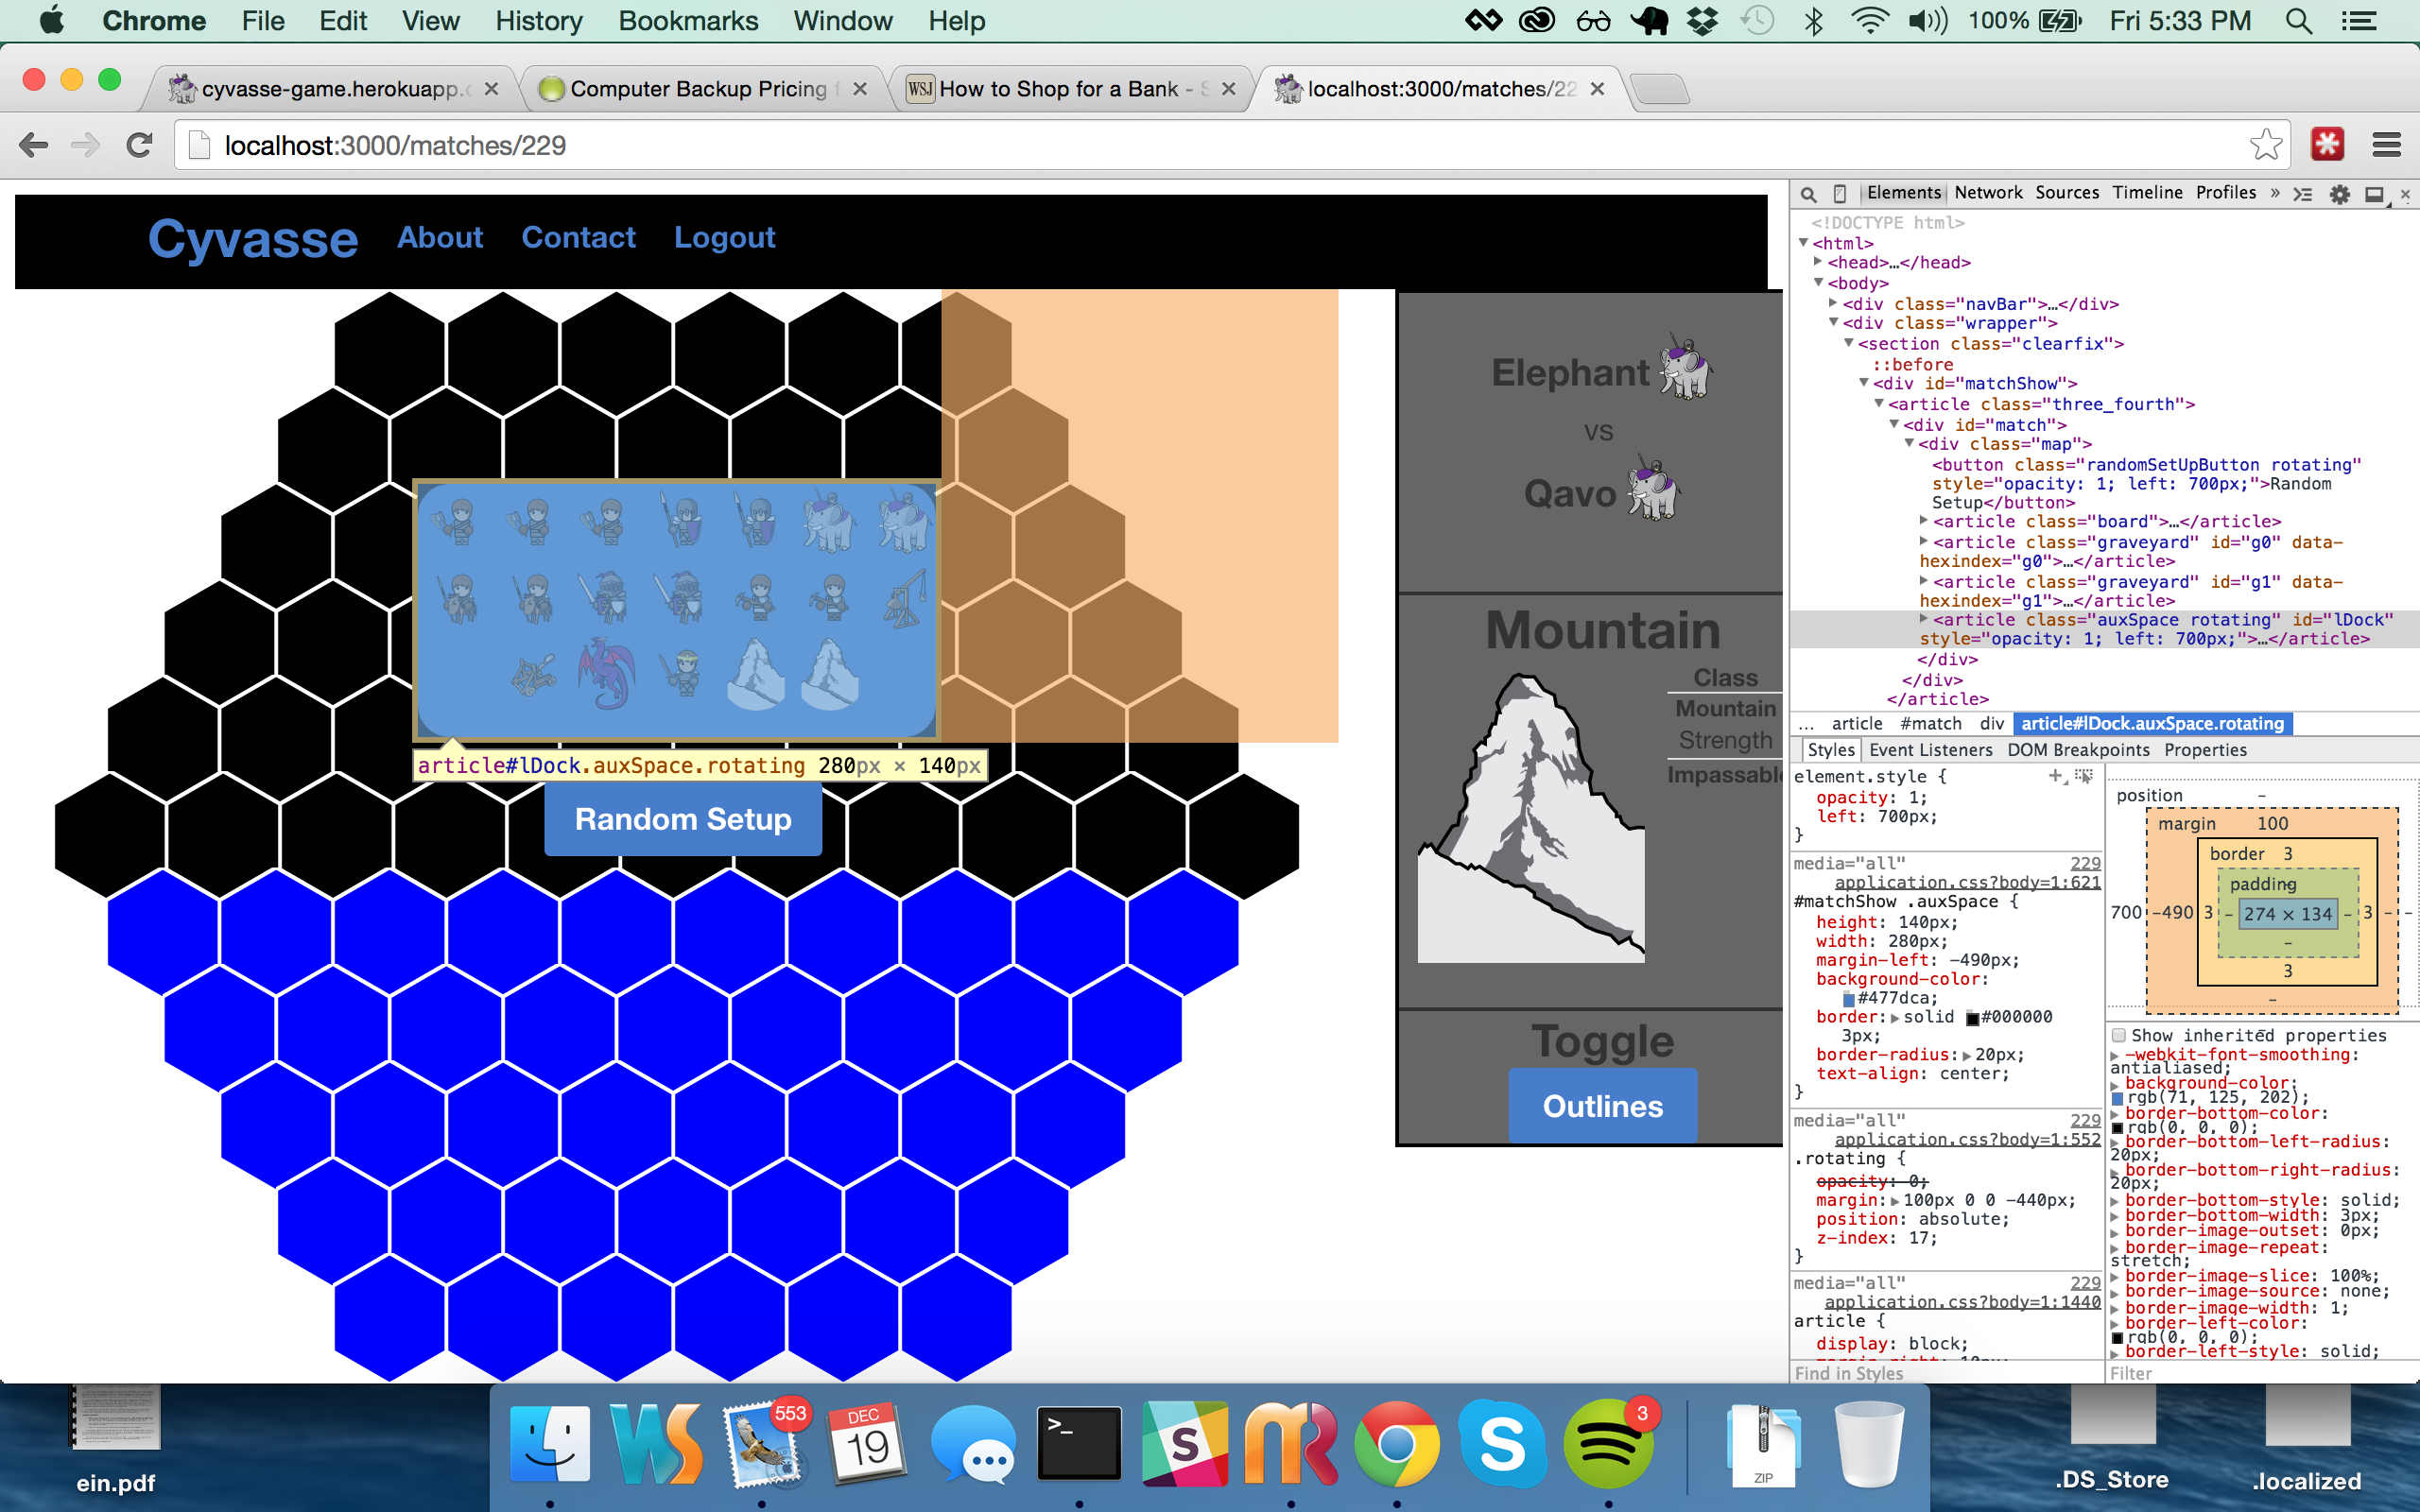 Chrome File Edit View History Bookmarks Window Help 100% Fri 5:33 PM
cyvasse-game.herokuapp.c Computer Backup Pricing WSJ How to Shop for a Bank - S localhost:3000/matches/22
localhost:3000/matches/229
Cyvasse About Contact Logout
Elephant
vs
Qavo
Mountain
Class
Mountain
Strength
Impassable
Toggle
Outlines
article#lDock.auxSpace.rotating 280px × 140px
Random Setup
Elements Network Sources Timeline Profiles »
<!DOCTYPE html>
<html>
<head>…</head>
<body>
<div class="navBar">…</div>
<div class="wrapper">
<section class="clearfix">
::before
<div id="matchShow">
<article class="three_fourth">
<div id="match">
<div class="map">
<button class="randomSetUpButton rotating"
style="opacity: 1; left: 700px;">Random
Setup</button>
<article class="board">…</article>
<article class="graveyard" id="g0" data-
hexindex="g0">…</article>
<article class="graveyard" id="g1" data-
hexindex="g1">…</article>
<article class="auxSpace rotating" id="lDock"
style="opacity: 1; left: 700px;">…</article>
</div>
</div>
</article>
... article #match div article#lDock.auxSpace.rotating
Styles Event Listeners DOM Breakpoints Properties
element.style {
opacity: 1;
left: 700px;
}
media="all" 229
application.css?body=1:621
#matchShow .auxSpace {
height: 140px;
width: 280px;
margin-left: -490px;
background-color:
#477dca;
border: solid #000000
3px;
border-radius: 20px;
text-align: center;
}
media="all" 229
application.css?body=1:552
.rotating {
opacity: 0;
margin: 100px 0 0 -440px;
position: absolute;
z-index: 17;
}
media="all" 229
application.css?body=1:1440
article {
display: block;
margin-right: 10px;
Find in Styles
position –
margin 100
border 3
padding
700 -490 3 – 274 × 134 – 3 – –
–
3
–
Show inherited properties
-webkit-font-smoothing:
antialiased;
background-color:
rgb(71, 125, 202);
border-bottom-color:
rgb(0, 0, 0);
border-bottom-left-radius:
20px;
border-bottom-right-radius:
20px;
border-bottom-style: solid;
border-bottom-width: 3px;
border-image-outset: 0px;
border-image-repeat:
stretch;
border-image-slice: 100%;
border-image-source: none;
border-image-width: 1;
border-left-color:
rgb(0, 0, 0);
border-left-style: solid;
Filter
553
DEC
19
3
ZIP
ein.pdf
.DS_Store
.localized